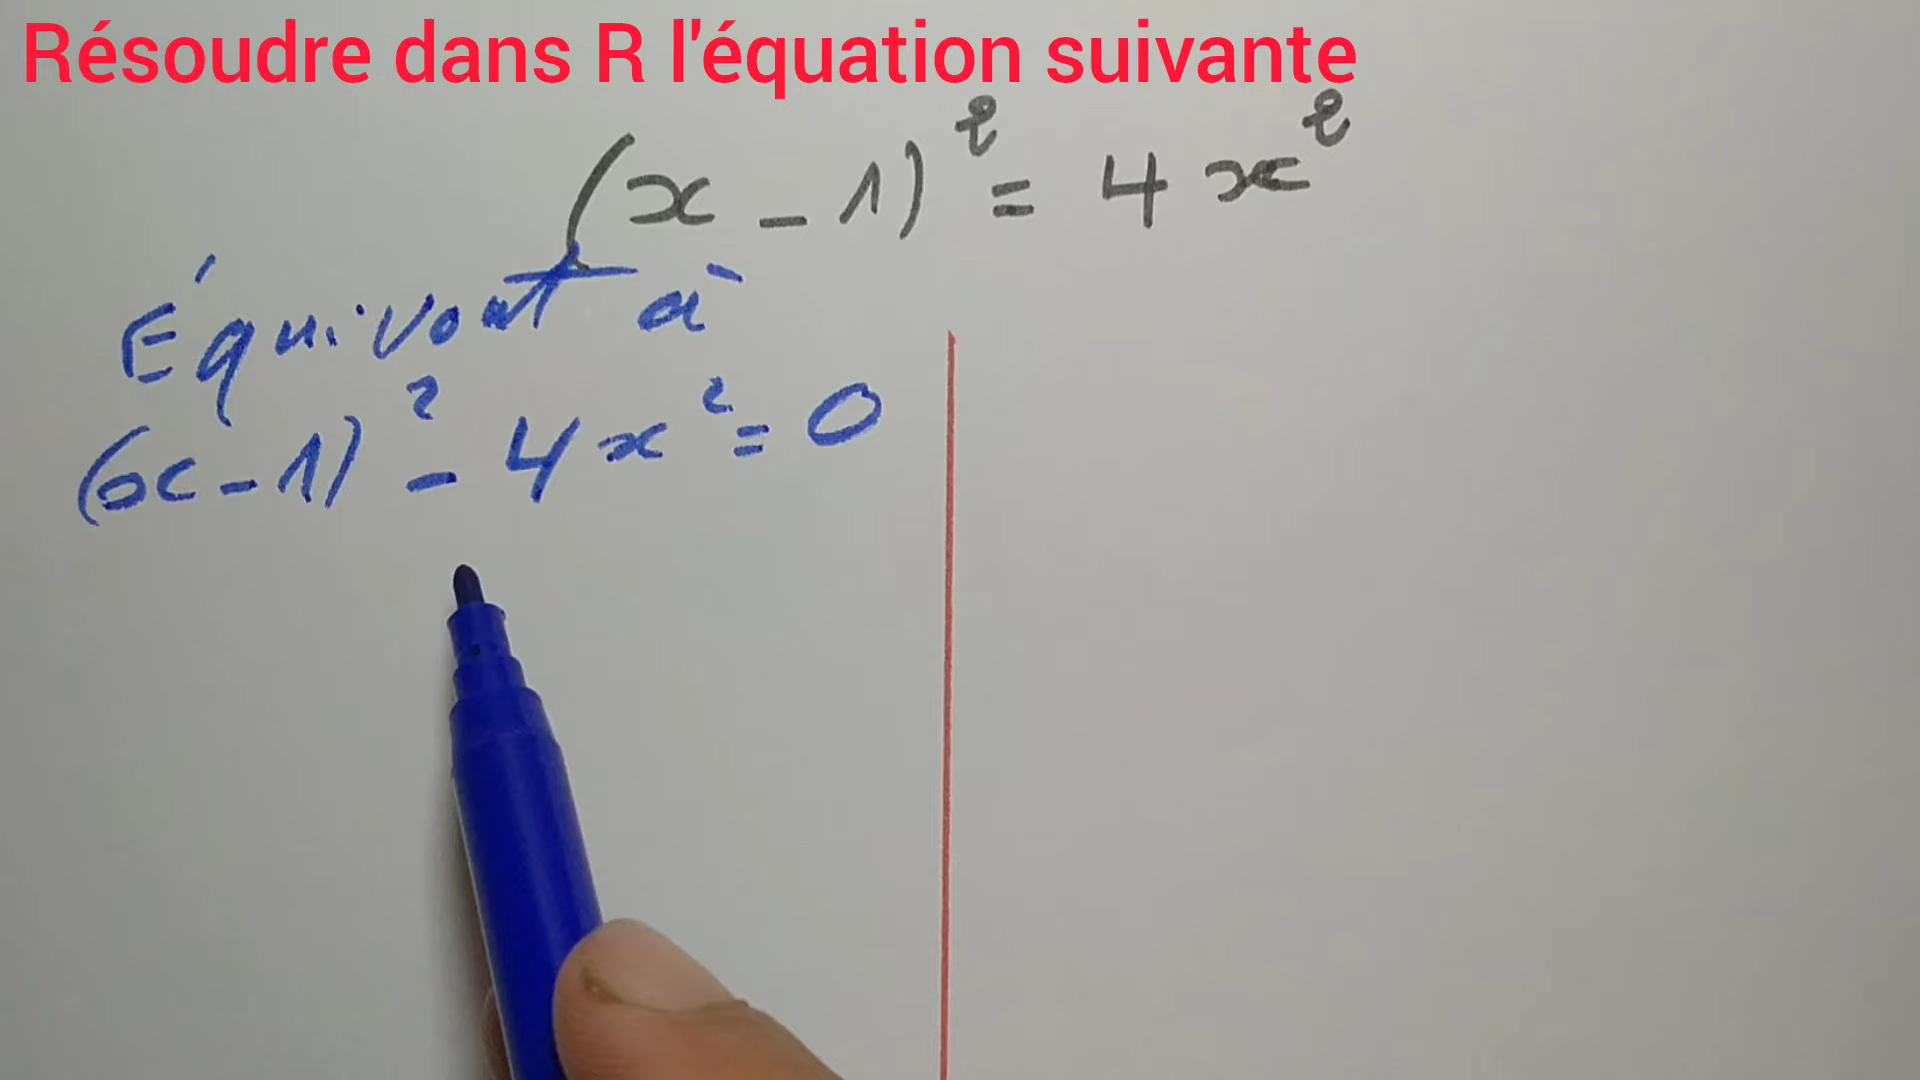 Résoudre dans R l'équation suivante
(x - 1)² = 4x²
Équivaut à
(x - 1)² - 4x² = 0